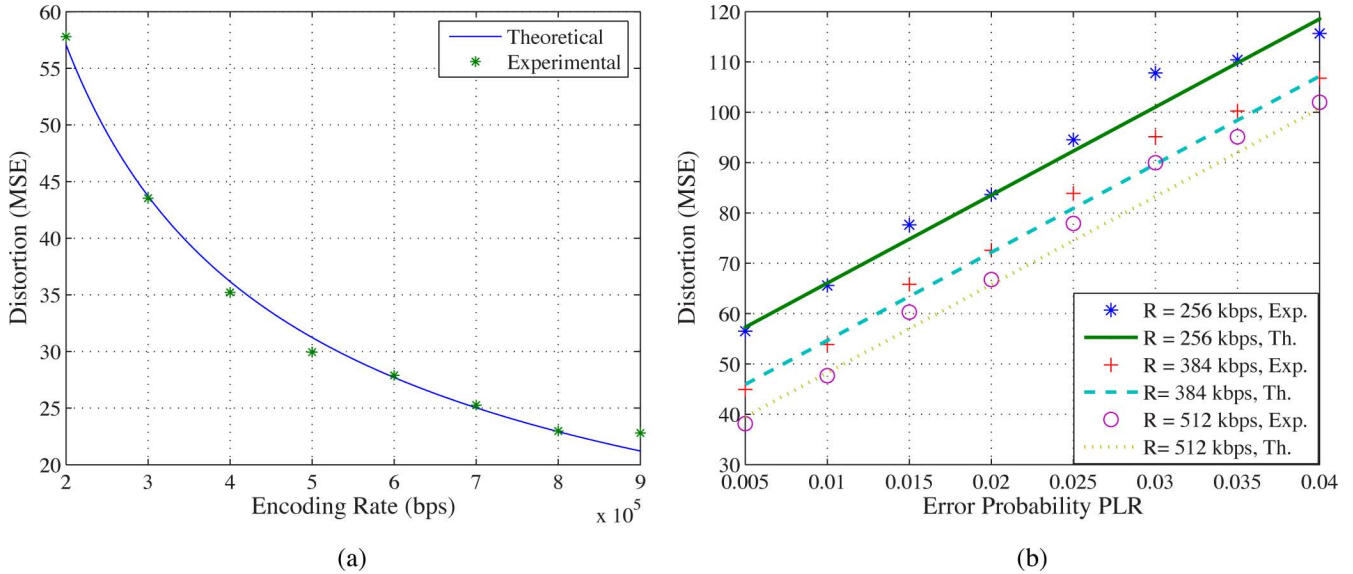 60
55
50
45
40
35
30
25
20
Distortion (MSE)
Theoretical
Experimental
2 3 4 5 6 7 8 9
Encoding Rate (bps)
x 10^5
(a)
120
110
100
90
80
70
60
50
40
30
Distortion (MSE)
R = 256 kbps, Exp.
R = 256 kbps, Th.
R = 384 kbps, Exp.
R= 384 kbps, Th.
R = 512 kbps, Exp.
R= 512 kbps, Th.
0.005 0.01 0.015 0.02 0.025 0.03 0.035 0.04
Error Probability PLR
(b)